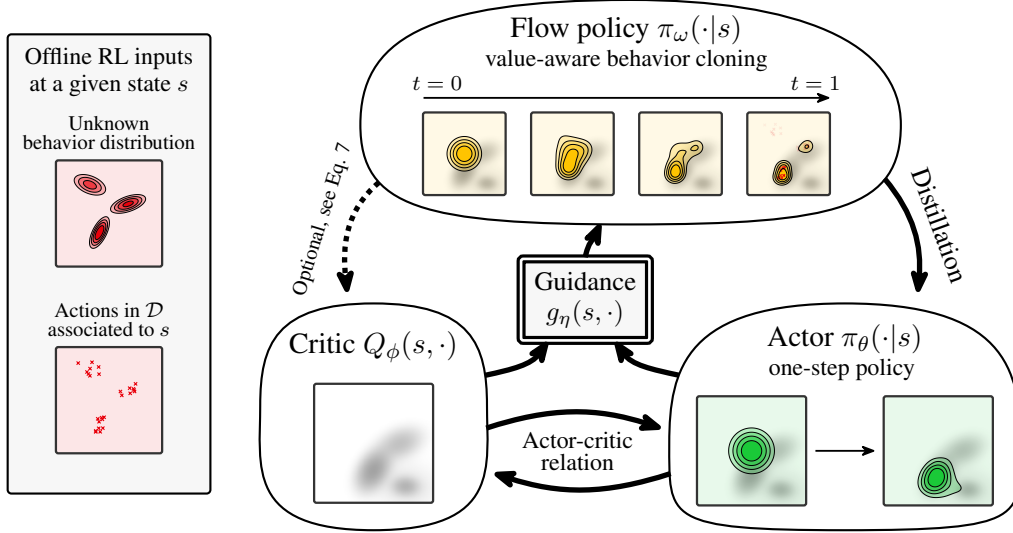 Offline RL inputs
at a given state s
Unknown
behavior distribution
Actions in 𝒟
associated to s
Flow policy π_ω(·|s)
value-aware behavior cloning
t = 0
t = 1
Optional, see Eq. 7
Distillation
Guidance
g_η(s, ·)
Critic Q_ϕ(s, ·)
Actor-critic
relation
Actor π_θ(·|s)
one-step policy